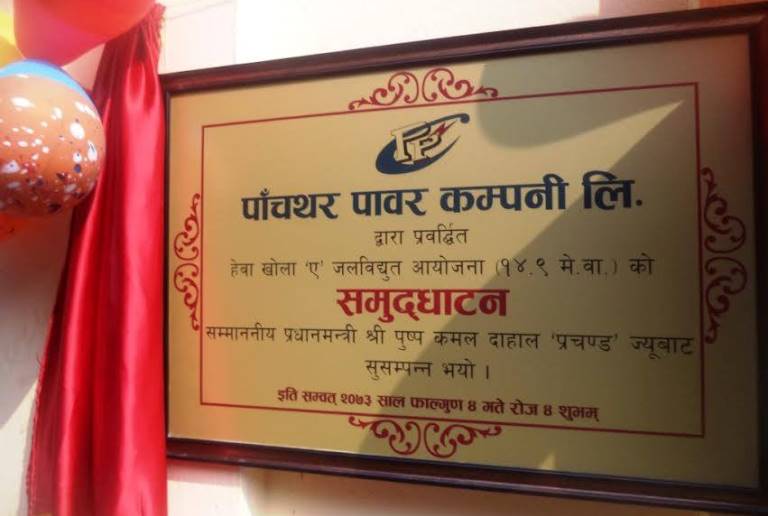 PP
पाँचथर पावर कम्पनी लि.
द्वारा प्रवर्द्धित
हेवा खोला 'ए' जलविद्युत आयोजना (१४.९ मे.वा.) को
समुद्घाटन
सम्माननीय प्रधानमन्त्री श्री पुष्प कमल दाहाल 'प्रचण्ड' ज्यूबाट
सुसम्पन्न भयो ।
इति सम्वत् २०७३ साल फाल्गुण ४ गते रोज ४ शुभम्